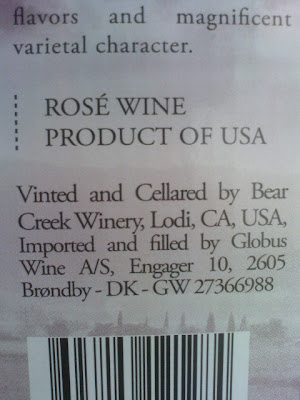 flavors and magnificent
varietal character.
ROSÉ WINE
PRODUCT OF USA
Vinted and Cellared by Bear
Creek Winery, Lodi, CA, USA,
Imported and filled by Globus
Wine A/S, Engager 10, 2605
Brøndby - DK - GW 27366988